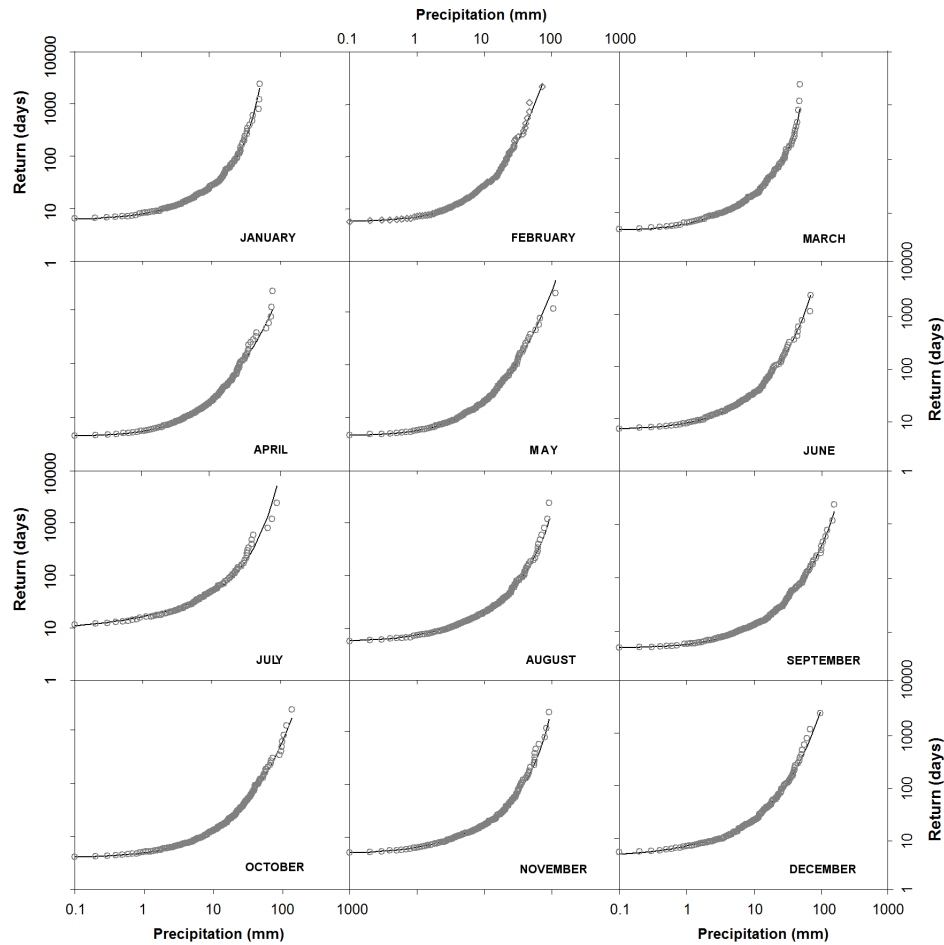 Precipitation (mm)
0.1 1 10 100 1000
Return (days)
10000
1000
100
10
1
JANUARY
FEBRUARY
MARCH
APRIL
MAY
JUNE
10000
1000
100
10
1
Return (days)
Return (days)
10000
1000
100
10
1
JULY
AUGUST
SEPTEMBER
OCTOBER
NOVEMBER
DECEMBER
10000
1000
100
10
1
Return (days)
0.1 1 10 100 1000 0.1 1 10 100 1000
Precipitation (mm) Precipitation (mm)